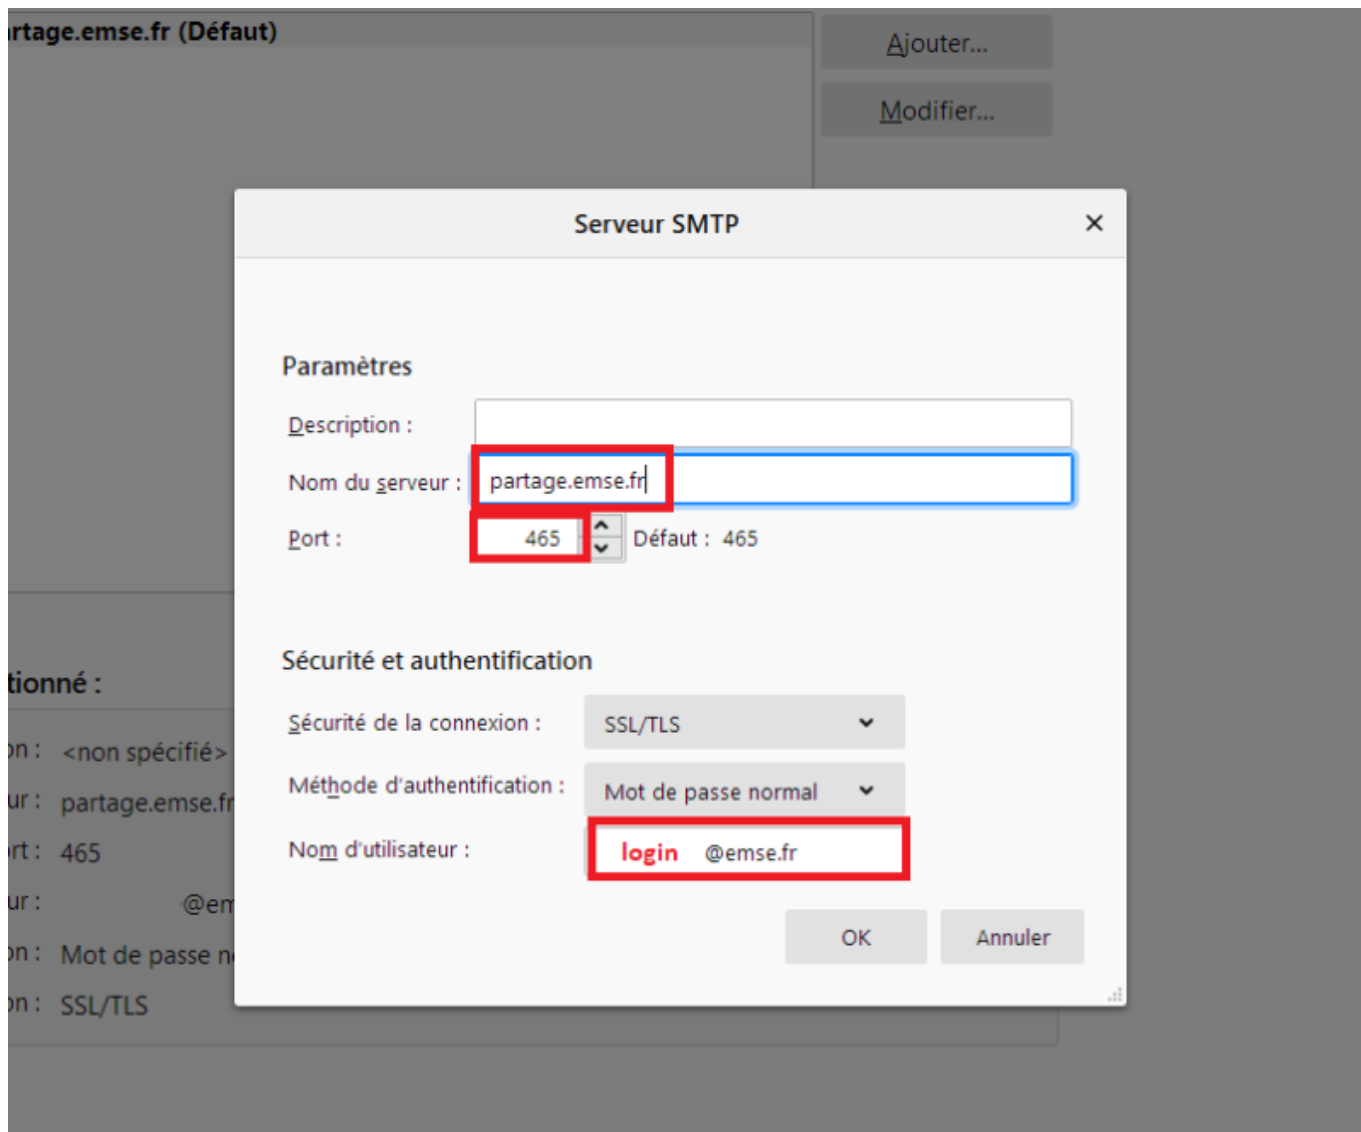 rtage.emse.fr (Défaut)
Ajouter...
Modifier...
Serveur SMTP
Paramètres
Description :
Nom du serveur : partage.emse.fr
Port : 465 Défaut : 465
Sécurité et authentification
tionné :
Sécurité de la connexion : SSL/TLS
on : <non spécifié>
Méthode d'authentification : Mot de passe normal
ur : partage.emse.fr
Nom d'utilisateur : login @emse.fr
ort : 465
ur : @em
OK Annuler
on : Mot de passe n
on : SSL/TLS